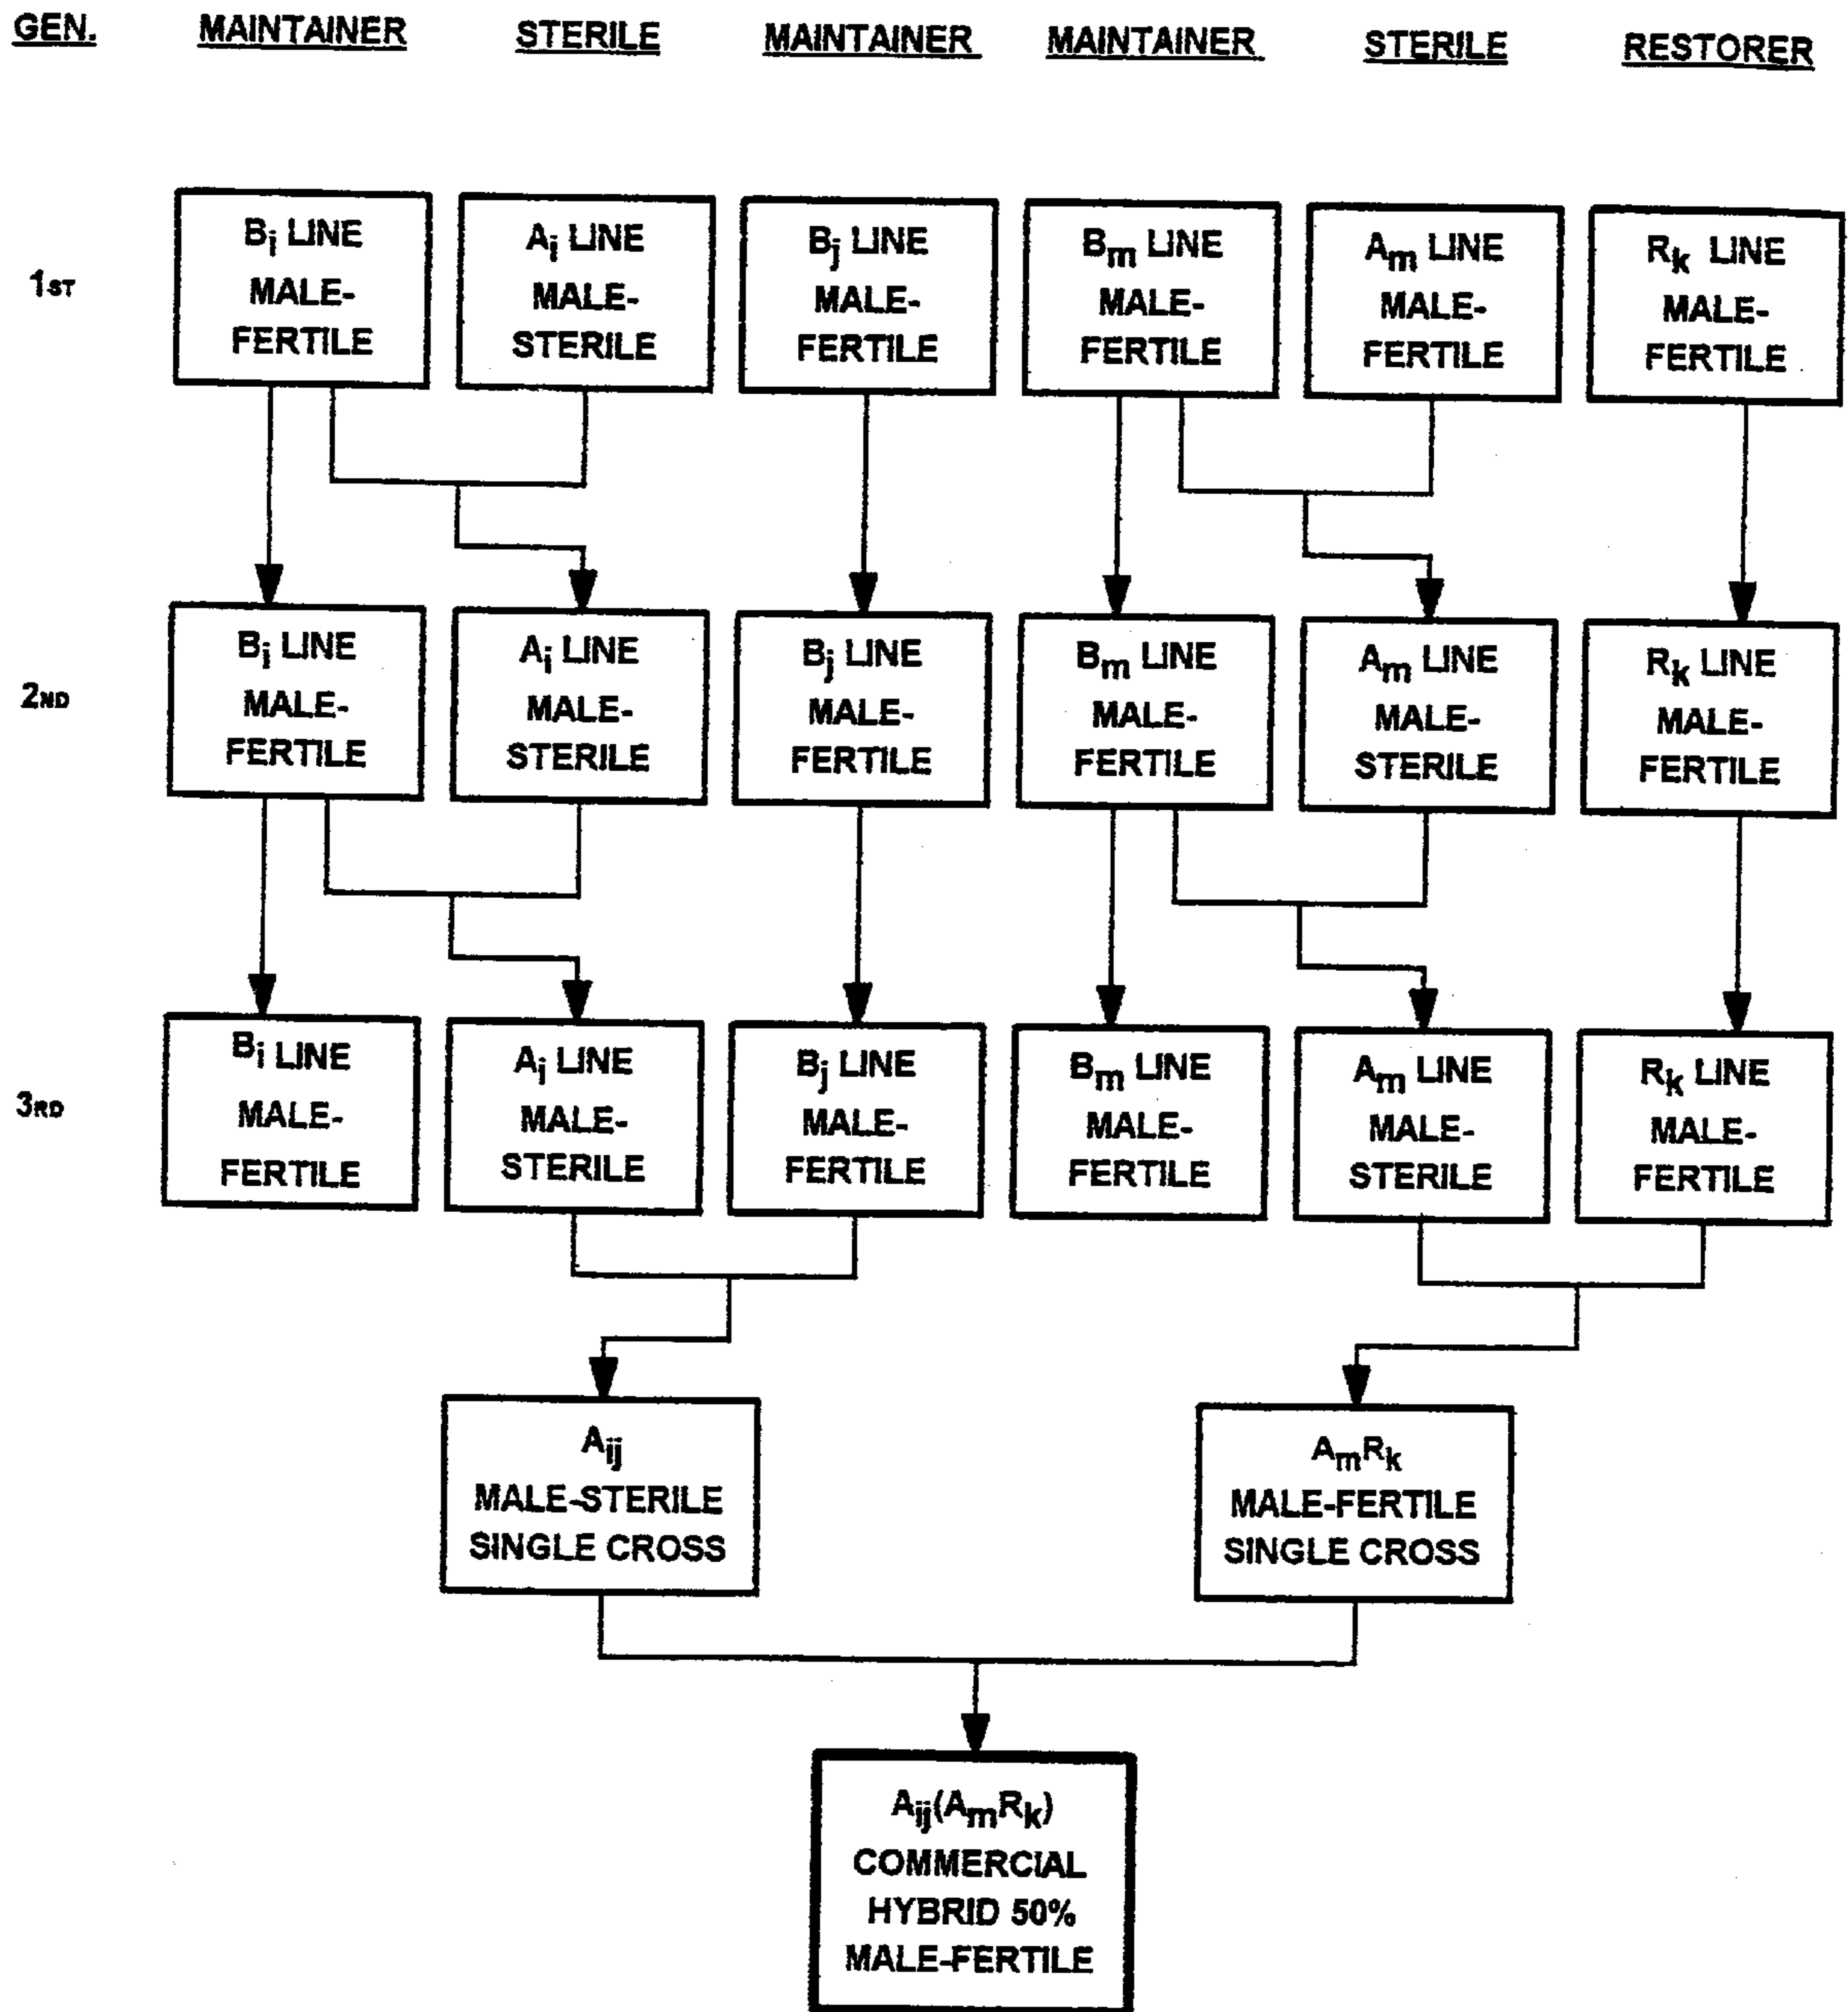 GEN. MAINTAINER STERILE MAINTAINER MAINTAINER STERILE RESTORER
1ST
Bi LINE
MALE-
FERTILE
Ai LINE
MALE-
STERILE
Bj LINE
MALE-
FERTILE
Bm LINE
MALE-
FERTILE
Am LINE
MALE-
FERTILE
Rk LINE
MALE-
FERTILE
2ND
Bi LINE
MALE-
FERTILE
Ai LINE
MALE-
STERILE
Bj LINE
MALE-
FERTILE
Bm LINE
MALE-
FERTILE
Am LINE
MALE-
STERILE
Rk LINE
MALE-
FERTILE
3RD
Bi LINE
MALE-
FERTILE
Ai LINE
MALE-
STERILE
Bj LINE
MALE-
FERTILE
Bm LINE
MALE-
FERTILE
Am LINE
MALE-
STERILE
Rk LINE
MALE-
FERTILE
Aij
MALE-STERILE
SINGLE CROSS
AmRk
MALE-FERTILE
SINGLE CROSS
Aij(AmRk)
COMMERCIAL
HYBRID 50%
MALE-FERTILE